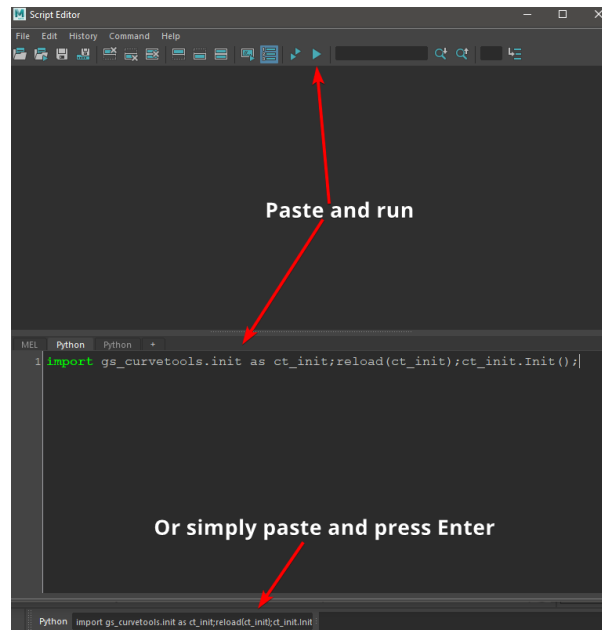 Script Editor
File Edit History Command Help
Paste and run
MEL Python Python +
1 import gs_curvetools.init as ct_init;reload(ct_init);ct_init.Init();
Or simply paste and press Enter
Python import gs_curvetools.init as ct_init;reload(ct_init);ct_init.Init